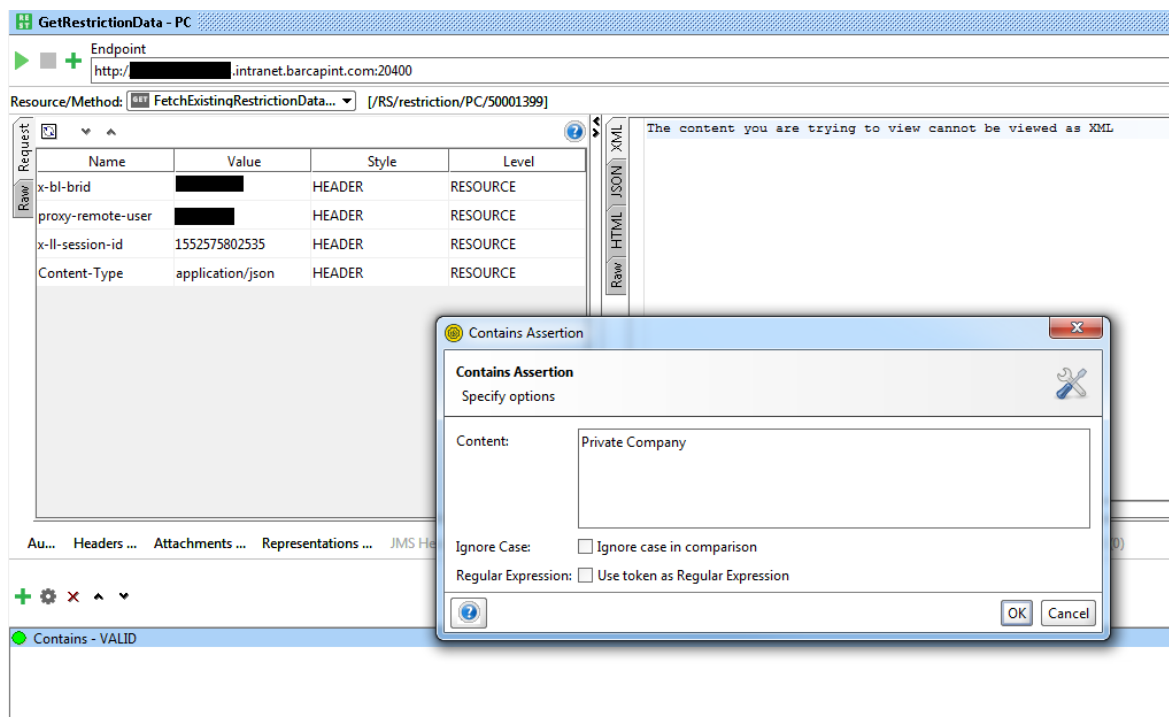 GetRestrictionData - PC
Endpoint
http:/ .intranet.barcapint.com:20400
Resource/Method: GET FetchExistingRestrictionData... [/RS/restriction/PC/50001399]
Request
Raw
Name Value Style Level
x-bl-brid HEADER RESOURCE
proxy-remote-user HEADER RESOURCE
x-ll-session-id 1552575802535 HEADER RESOURCE
Content-Type application/json HEADER RESOURCE
XML
JSON
HTML
Raw
The content you are trying to view cannot be viewed as XML
Contains Assertion
Contains Assertion
Specify options
Content: Private Company
Ignore Case: Ignore case in comparison
Regular Expression: Use token as Regular Expression
OK Cancel
Au... Headers ... Attachments ... Representations ... JMS He (0)
Contains - VALID